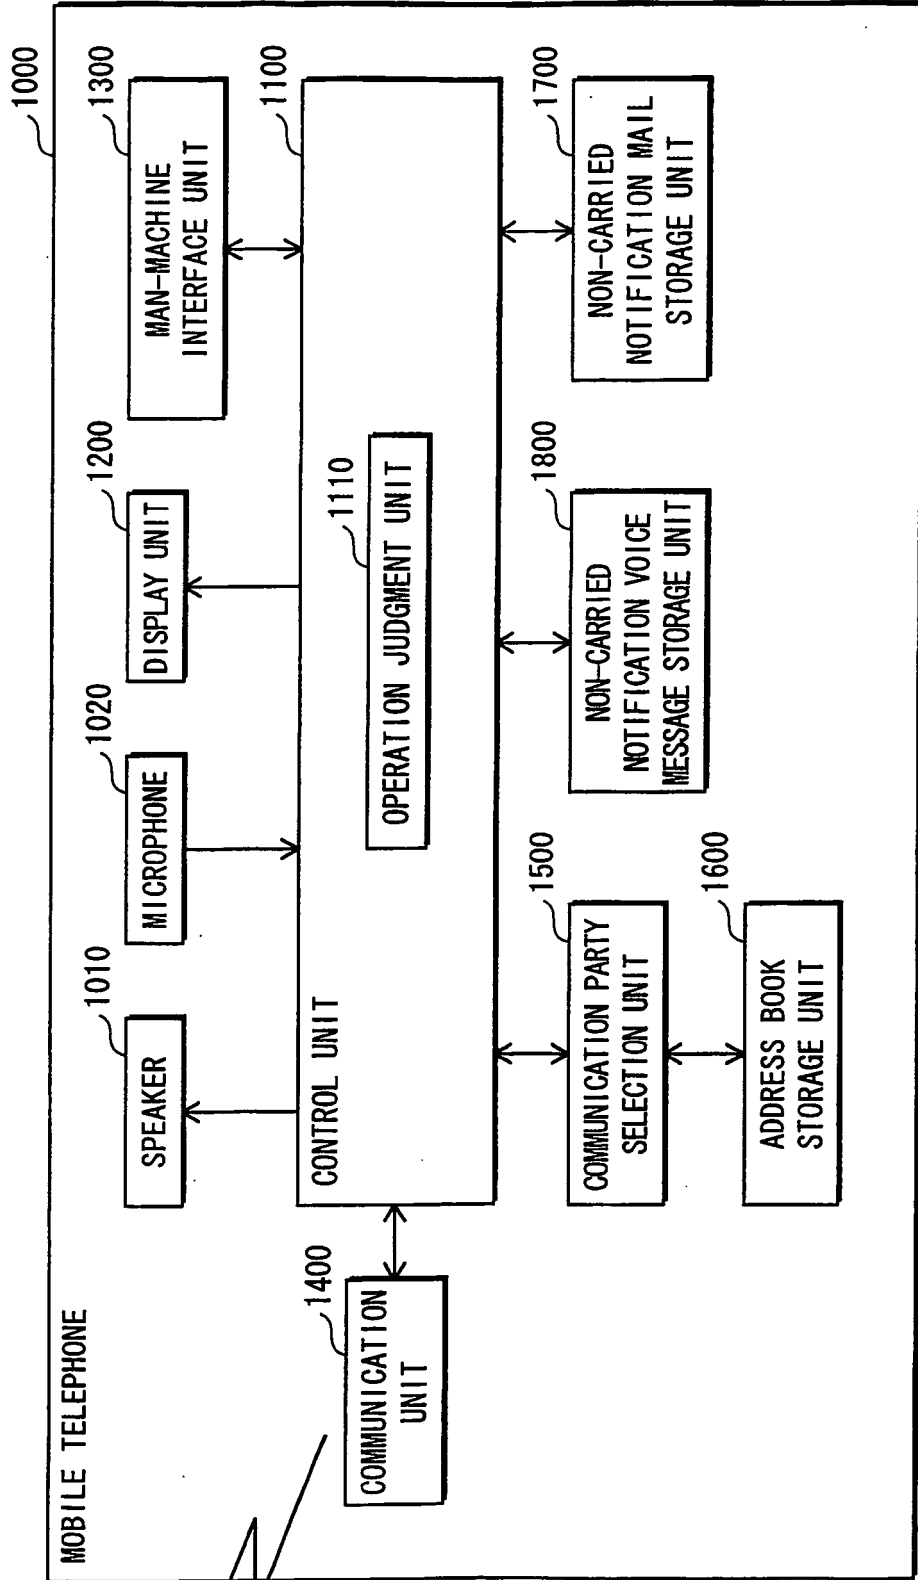 1000
MOBILE TELEPHONE
1010
SPEAKER
1020
MICROPHONE
1200
DISPLAY UNIT
1300
MAN-MACHINE
INTERFACE UNIT
1400
COMMUNICATION
UNIT
1100
CONTROL UNIT
1110
OPERATION JUDGMENT UNIT
1500
COMMUNICATION PARTY
SELECTION UNIT
1800
NON-CARRIED
NOTIFICATION VOICE
MESSAGE STORAGE UNIT
1700
NON-CARRIED
NOTIFICATION MAIL
STORAGE UNIT
1600
ADDRESS BOOK
STORAGE UNIT